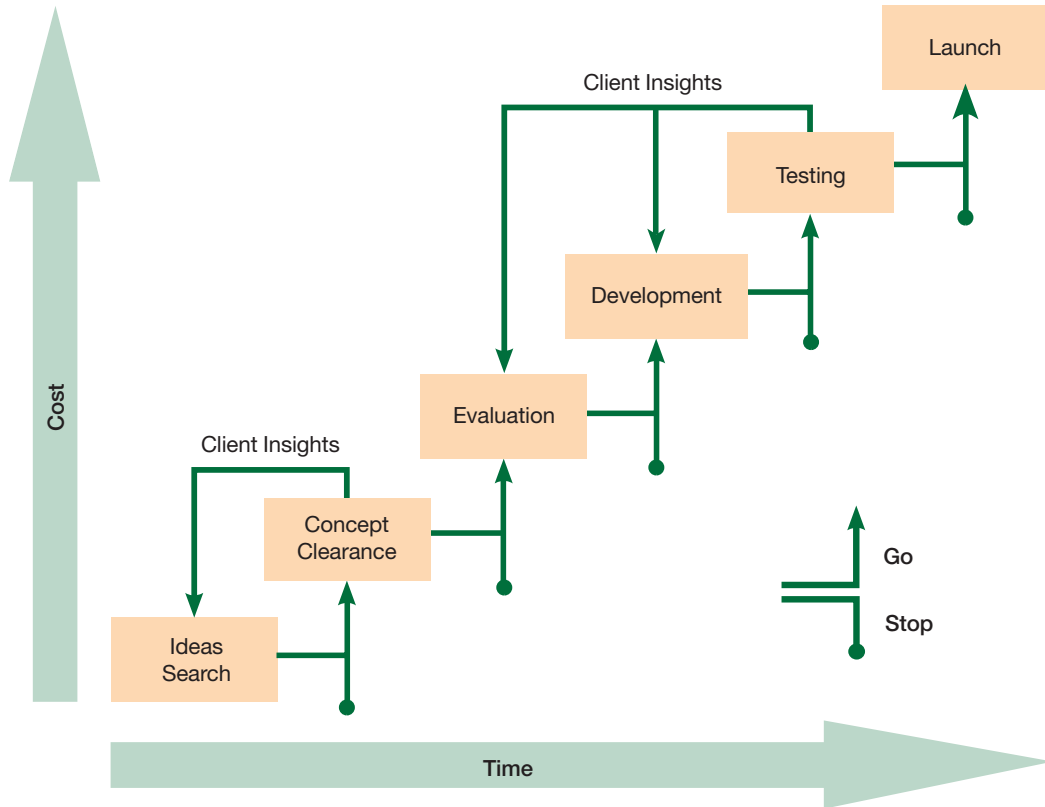 Launch
Client Insights
Testing
Development
Cost
Evaluation
Client Insights
Concept
Clearance
Go
Stop
Ideas
Search
Time